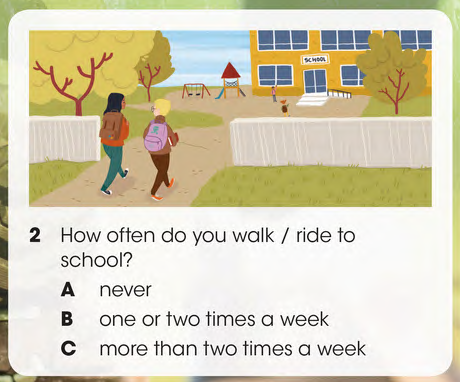 SCHOOL
2 How often do you walk / ride to
school?
A never
B one or two times a week
C more than two times a week